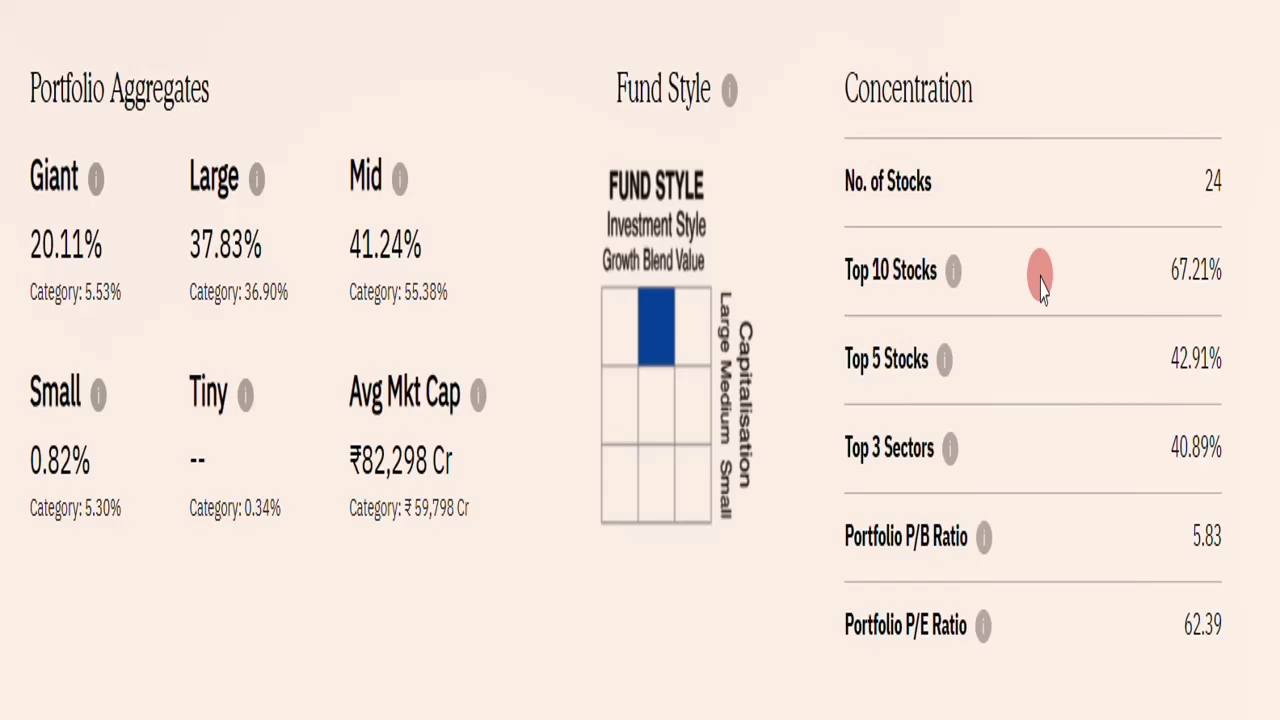 Portfolio Aggregates
Giant
20.11%
Category: 5.53%
Large
37.83%
Category: 36.90%
Mid
41.24%
Category: 55.38%
Small
0.82%
Category: 5.30%
Tiny
--
Category: 0.34%
Avg Mkt Cap
₹82,298 Cr
Category: ₹ 59,798 Cr
Fund Style
FUND STYLE
Investment Style
Growth Blend Value
Large Medium Small
Capitalisation
Concentration
No. of Stocks 24
Top 10 Stocks 67.21%
Top 5 Stocks 42.91%
Top 3 Sectors 40.89%
Portfolio P/B Ratio 5.83
Portfolio P/E Ratio 62.39